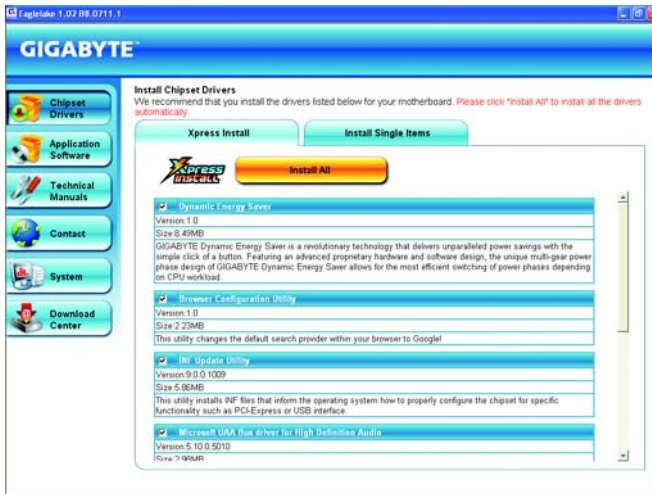 Eaglelake 1.02 B8.0711.1
GIGABYTE™
Chipset
Drivers
Application
Software
Technical
Manuals
Contact
System
Download
Center
Install Chipset Drivers
We recommend that you install the drivers listed below for your motherboard. Please click "Install All" to install all the drivers
automatically.
Xpress Install
Install Single Items
Xpress
INSTALL
Install All
Dynamic Energy Saver
Version:1.0
Size:8.49MB
GIGABYTE Dynamic Energy Saver is a revolutionary technology that delivers unparalleled power savings with the
simple click of a button. Featuring an advanced proprietary hardware and software design, the unique multi-gear power
phase design of GIGABYTE Dynamic Energy Saver allows for the most efficient switching of power phases depending
on CPU workload.
Browser Configuration Utility
Version:1.0
Size:2.23MB
This utility changes the default search provider within your browser to Google!
INF Update Utility
Version:9.0.0.1009
Size:5.86MB
This utility installs INF files that inform the operating system how to properly configure the chipset for specific
functionality such as PCI-Express or USB interface.
Microsoft UAA Bus driver for High Definition Audio
Version:5.10.0.5010
Size:2.98MB